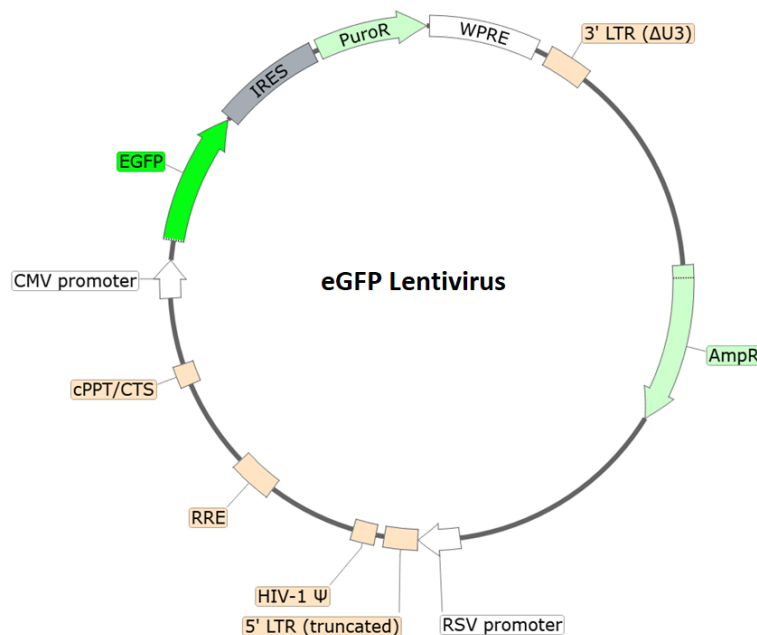 PuroR
WPRE
3' LTR (ΔU3)
IRES
EGFP
CMV promoter
eGFP Lentivirus
AmpR
cPPT/CTS
RRE
HIV-1 Ψ
5' LTR (truncated)
RSV promoter